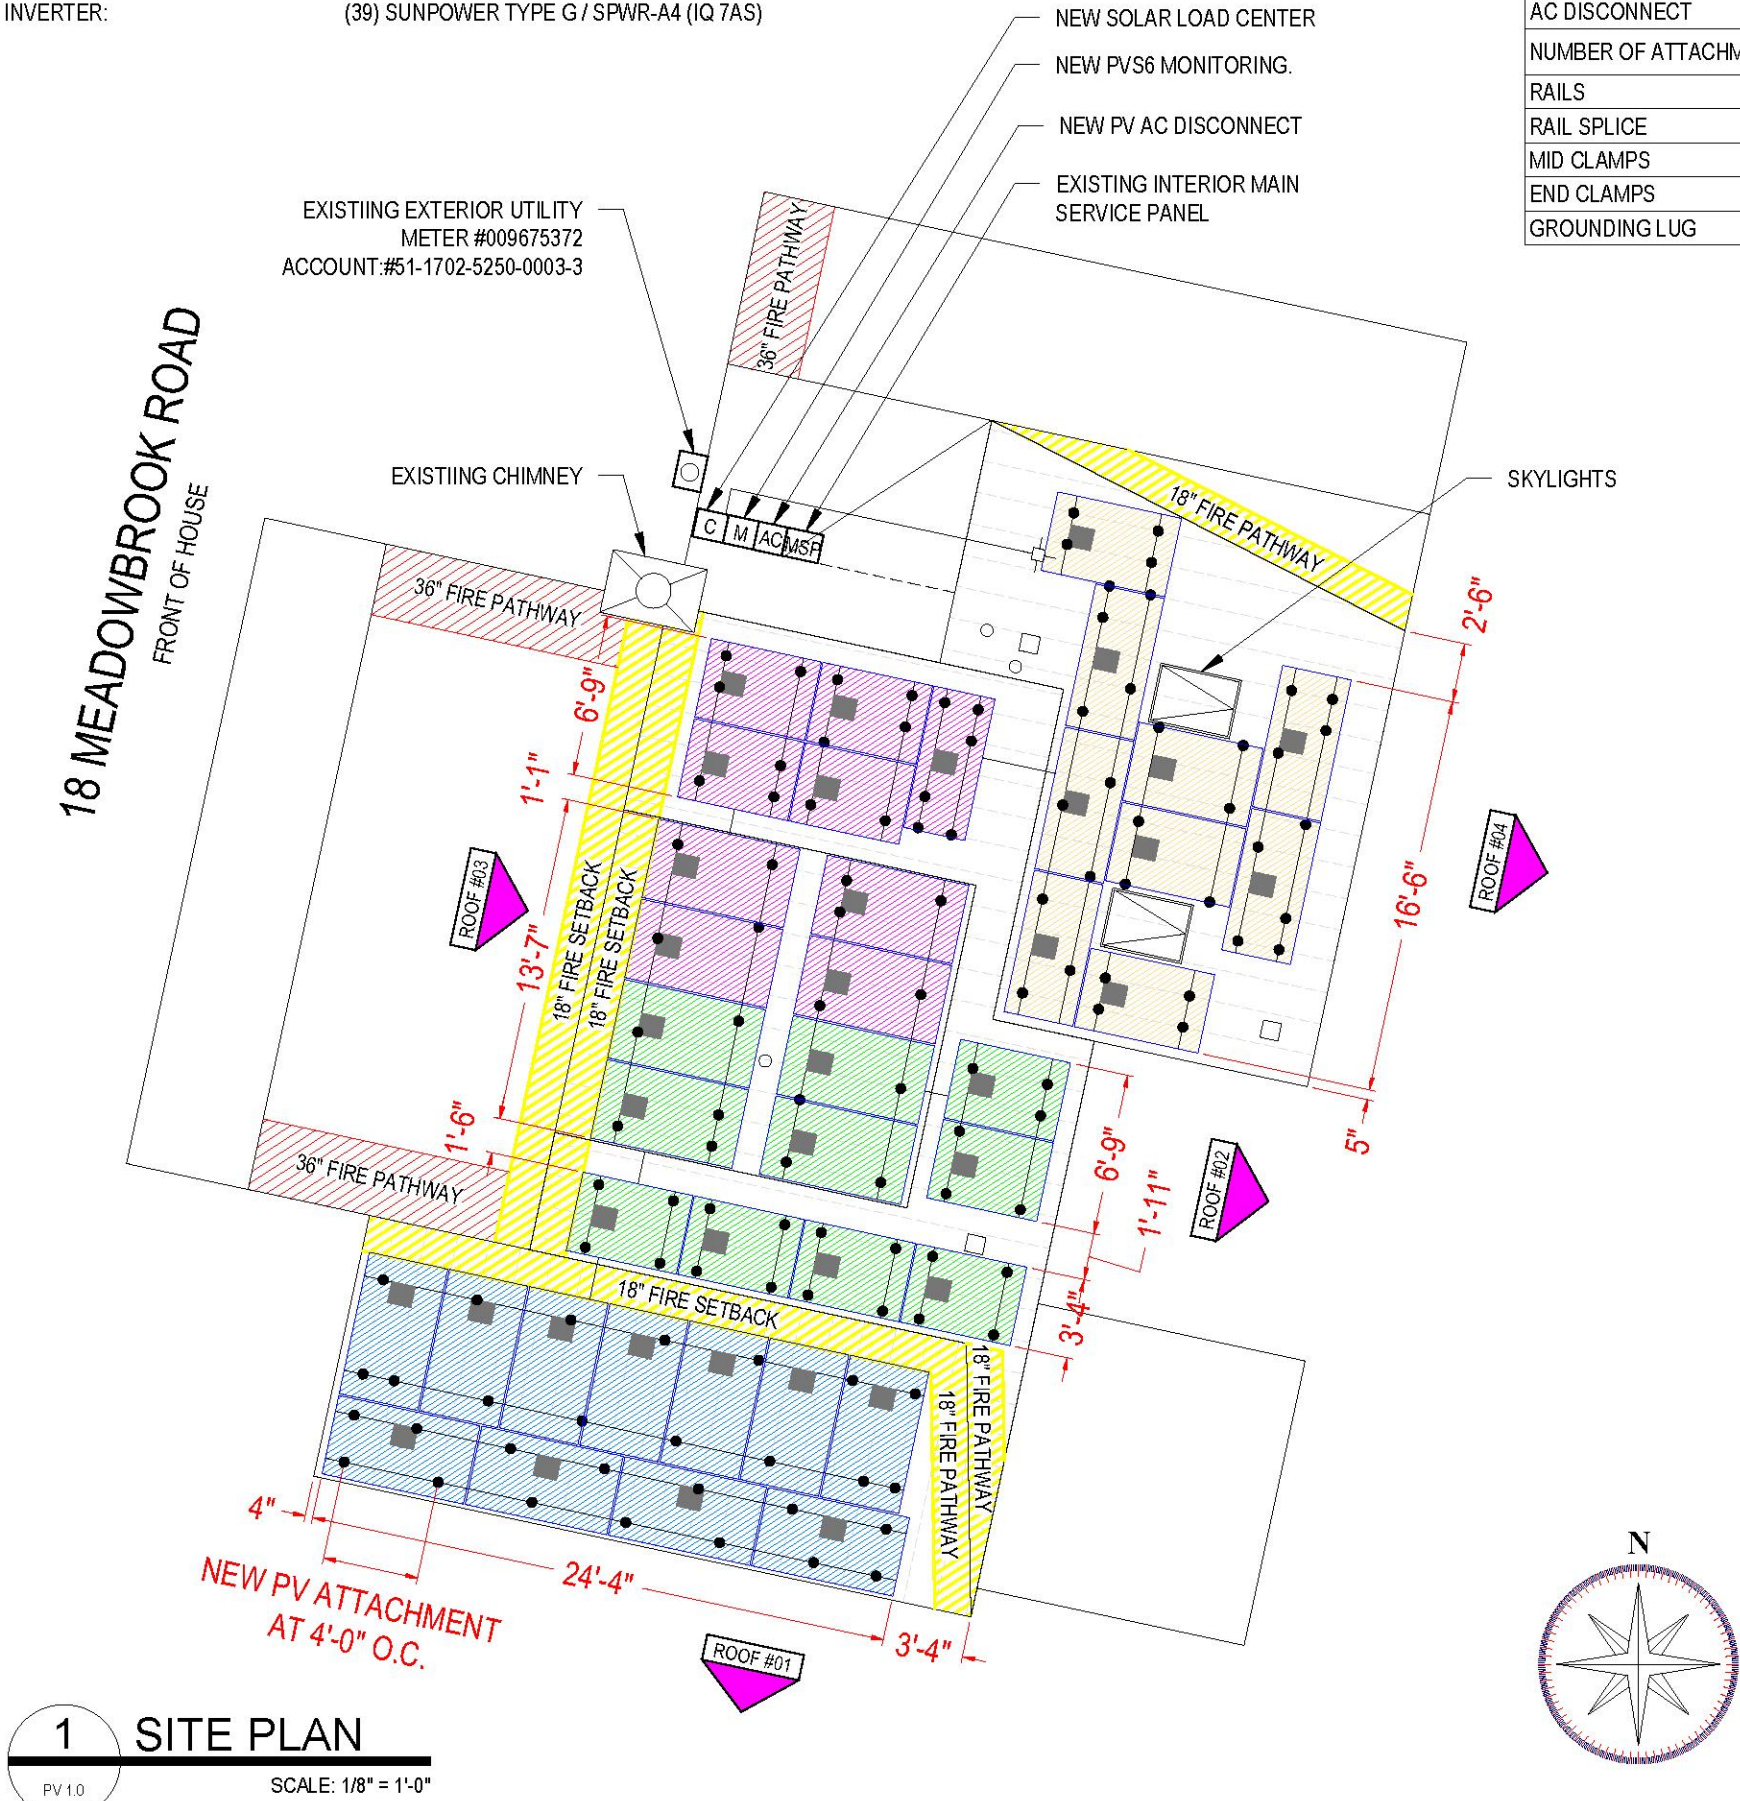 INVERTER:
(39) SUNPOWER TYPE G / SPWR-A4 (IQ 7AS)
NEW SOLAR LOAD CENTER
NEW PVS6 MONITORING.
NEW PV AC DISCONNECT
EXISTING INTERIOR MAIN
SERVICE PANEL
AC DISCONNECT
NUMBER OF ATTACHM
RAILS
RAIL SPLICE
MID CLAMPS
END CLAMPS
GROUNDING LUG
EXISTIING EXTERIOR UTILITY
METER #009675372
ACCOUNT:#51-1702-5250-0003-3
36" FIRE PATHWAY
18 MEADOWBROOK ROAD
FRONT OF HOUSE
EXISTIING CHIMNEY
SKYLIGHTS
C
M
AC
MSP
18" FIRE PATHWAY
36" FIRE PATHWAY
2'-6"
6'-9"
1'-1"
13'-7"
18" FIRE SETBACK
18" FIRE SETBACK
ROOF #03
ROOF #04
16'-6"
5"
1'-6"
36" FIRE PATHWAY
6'-9"
1'-11"
ROOF #02
3'-4"
18" FIRE SETBACK
18" FIRE PATHWAY
18" FIRE PATHWAY
4"
24'-4"
3'-4"
NEW PV ATTACHMENT
AT 4'-0" O.C.
ROOF #01
N
1
SITE PLAN
PV 1.0
SCALE: 1/8" = 1'-0"